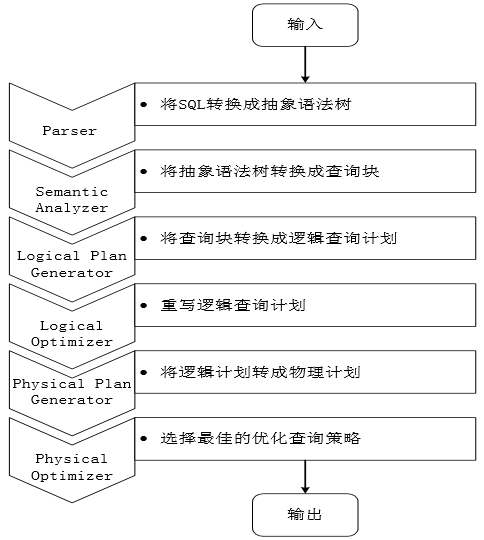 输入
• 将SQL转换成抽象语法树
Parser
• 将抽象语法树转换成查询块
Semantic
Analyzer
• 将查询块转换成逻辑查询计划
Logical Plan
Generator
• 重写逻辑查询计划
Logical
Optimizer
• 将逻辑计划转成物理计划
Physical Plan
Generator
• 选择最佳的优化查询策略
Physical
Optimizer
输出